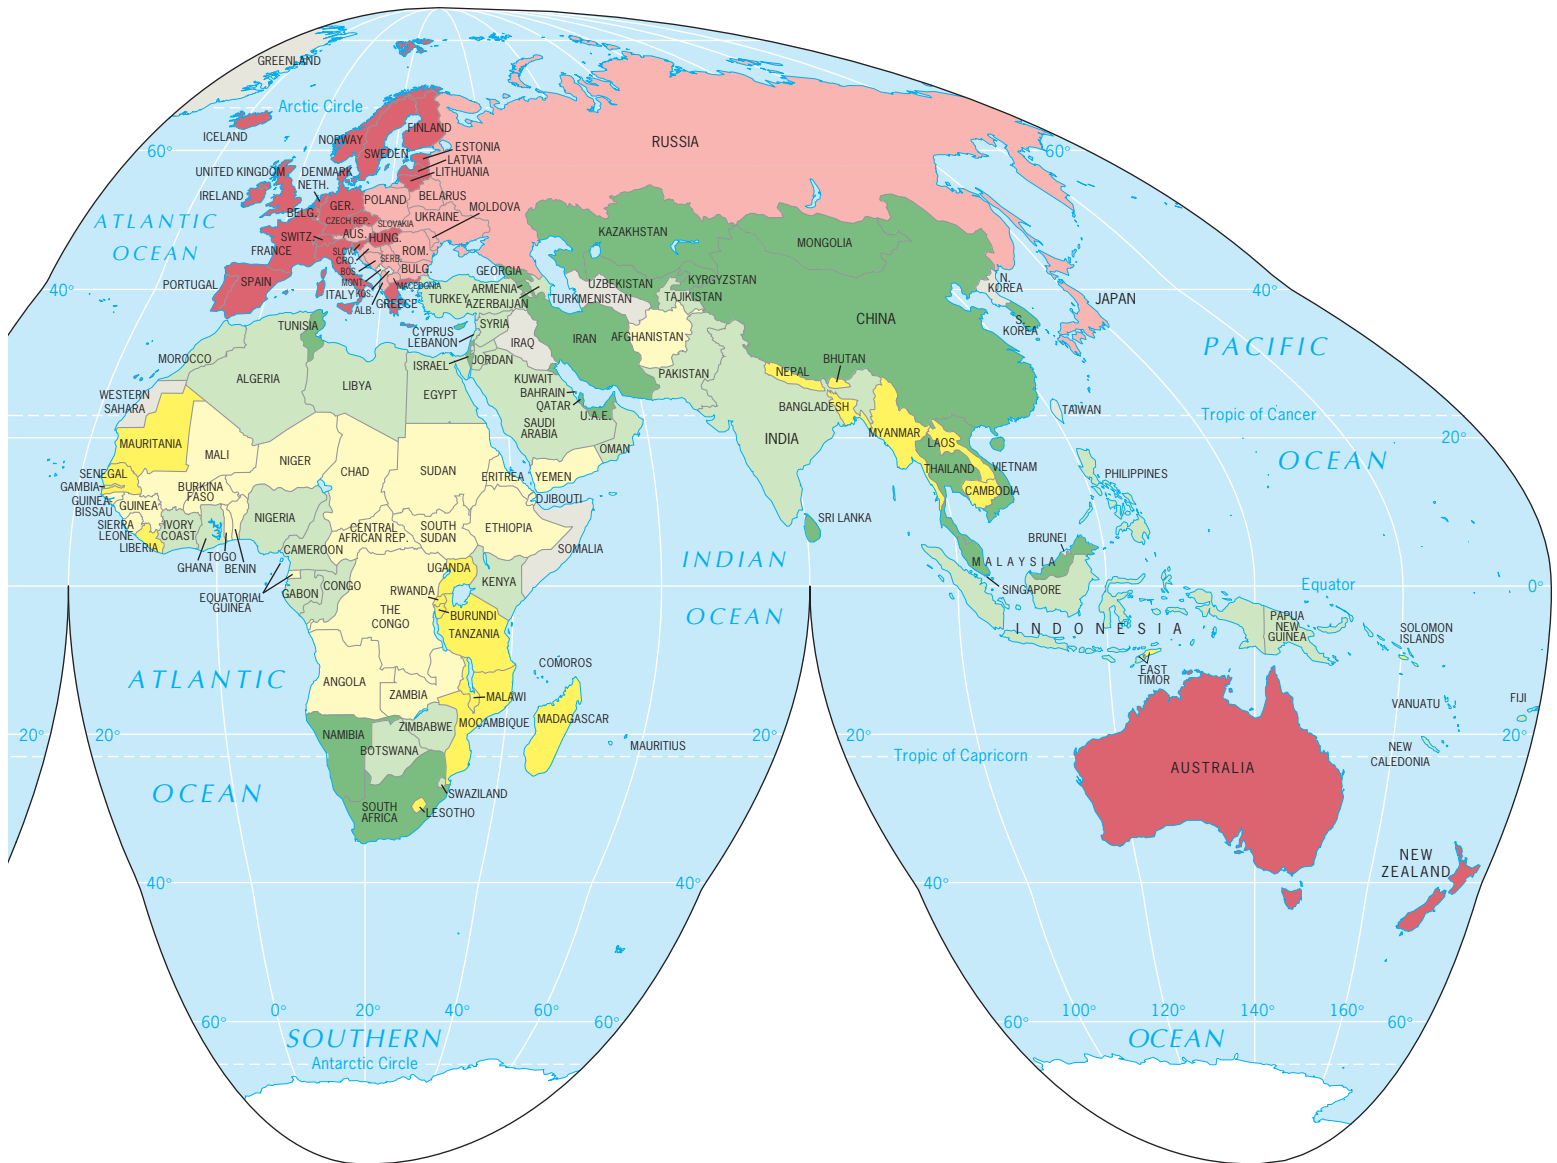 GREENLAND
Arctic Circle
ICELAND
60°
NORWAY
FINLAND
SWEDEN
RUSSIA
60°
ESTONIA
LATVIA
LITHUANIA
UNITED KINGDOM
DENMARK
NETH.
IRELAND
BELG.
GER.
POLAND
BELARUS
MOLDOVA
CZECH REP.
SLOVAKIA
UKRAINE
ATLANTIC
OCEAN
SWITZ.
AUS.
HUNG.
FRANCE
SLOV.
CRO.
ROM.
BOS.
SERB.
BULG.
MONT.
KOS.
MACEDONIA
PORTUGAL
SPAIN
ITALY
ALB.
GREECE
40°
GEORGIA
ARMENIA
AZERBAIJAN
TURKEY
KAZAKHSTAN
MONGOLIA
UZBEKISTAN
KYRGYZSTAN
TURKMENISTAN
TAJIKISTAN
N.
KOREA
S.
KOREA
JAPAN
40°
CHINA
PACIFIC
TUNISIA
CYPRUS
LEBANON
SYRIA
IRAQ
IRAN
AFGHANISTAN
MOROCCO
ISRAEL
JORDAN
ALGERIA
LIBYA
EGYPT
KUWAIT
BAHRAIN
QATAR
U.A.E.
PAKISTAN
NEPAL
BHUTAN
WESTERN
SAHARA
SAUDI
ARABIA
OMAN
BANGLADESH
TAIWAN
Tropic of Cancer
20°
INDIA
MYANMAR
LAOS
OCEAN
MAURITANIA
MALI
NIGER
CHAD
SUDAN
ERITREA
YEMEN
THAILAND
VIETNAM
PHILIPPINES
CAMBODIA
SENEGAL
GAMBIA
GUINEA
BISSAU
GUINEA
BURKINA
FASO
DJIBOUTI
SIERRA
LEONE
LIBERIA
IVORY
COAST
NIGERIA
CENTRAL
AFRICAN REP.
SOUTH
SUDAN
ETHIOPIA
SRI LANKA
GHANA
TOGO
BENIN
CAMEROON
SOMALIA
BRUNEI
MALAYSIA
INDIAN
OCEAN
EQUATORIAL
GUINEA
GABON
CONGO
UGANDA
KENYA
RWANDA
SINGAPORE
Equator
0°
THE
CONGO
BURUNDI
TANZANIA
INDONESIA
PAPUA
NEW
GUINEA
SOLOMON
ISLANDS
EAST
TIMOR
ATLANTIC
OCEAN
ANGOLA
ZAMBIA
MALAWI
COMOROS
MOCAMBIQUE
MADAGASCAR
VANUATU
FIJI
20°
20°
NAMIBIA
ZIMBABWE
BOTSWANA
MAURITIUS
20°
20°
Tropic of Capricorn
NEW
CALEDONIA
20°
AUSTRALIA
SWAZILAND
SOUTH
AFRICA
LESOTHO
NEW
ZEALAND
40°
40°
40°
0°
20°
40°
60°
60°
60°
60°
100°
120°
140°
160°
60°
SOUTHERN
OCEAN
Antarctic Circle